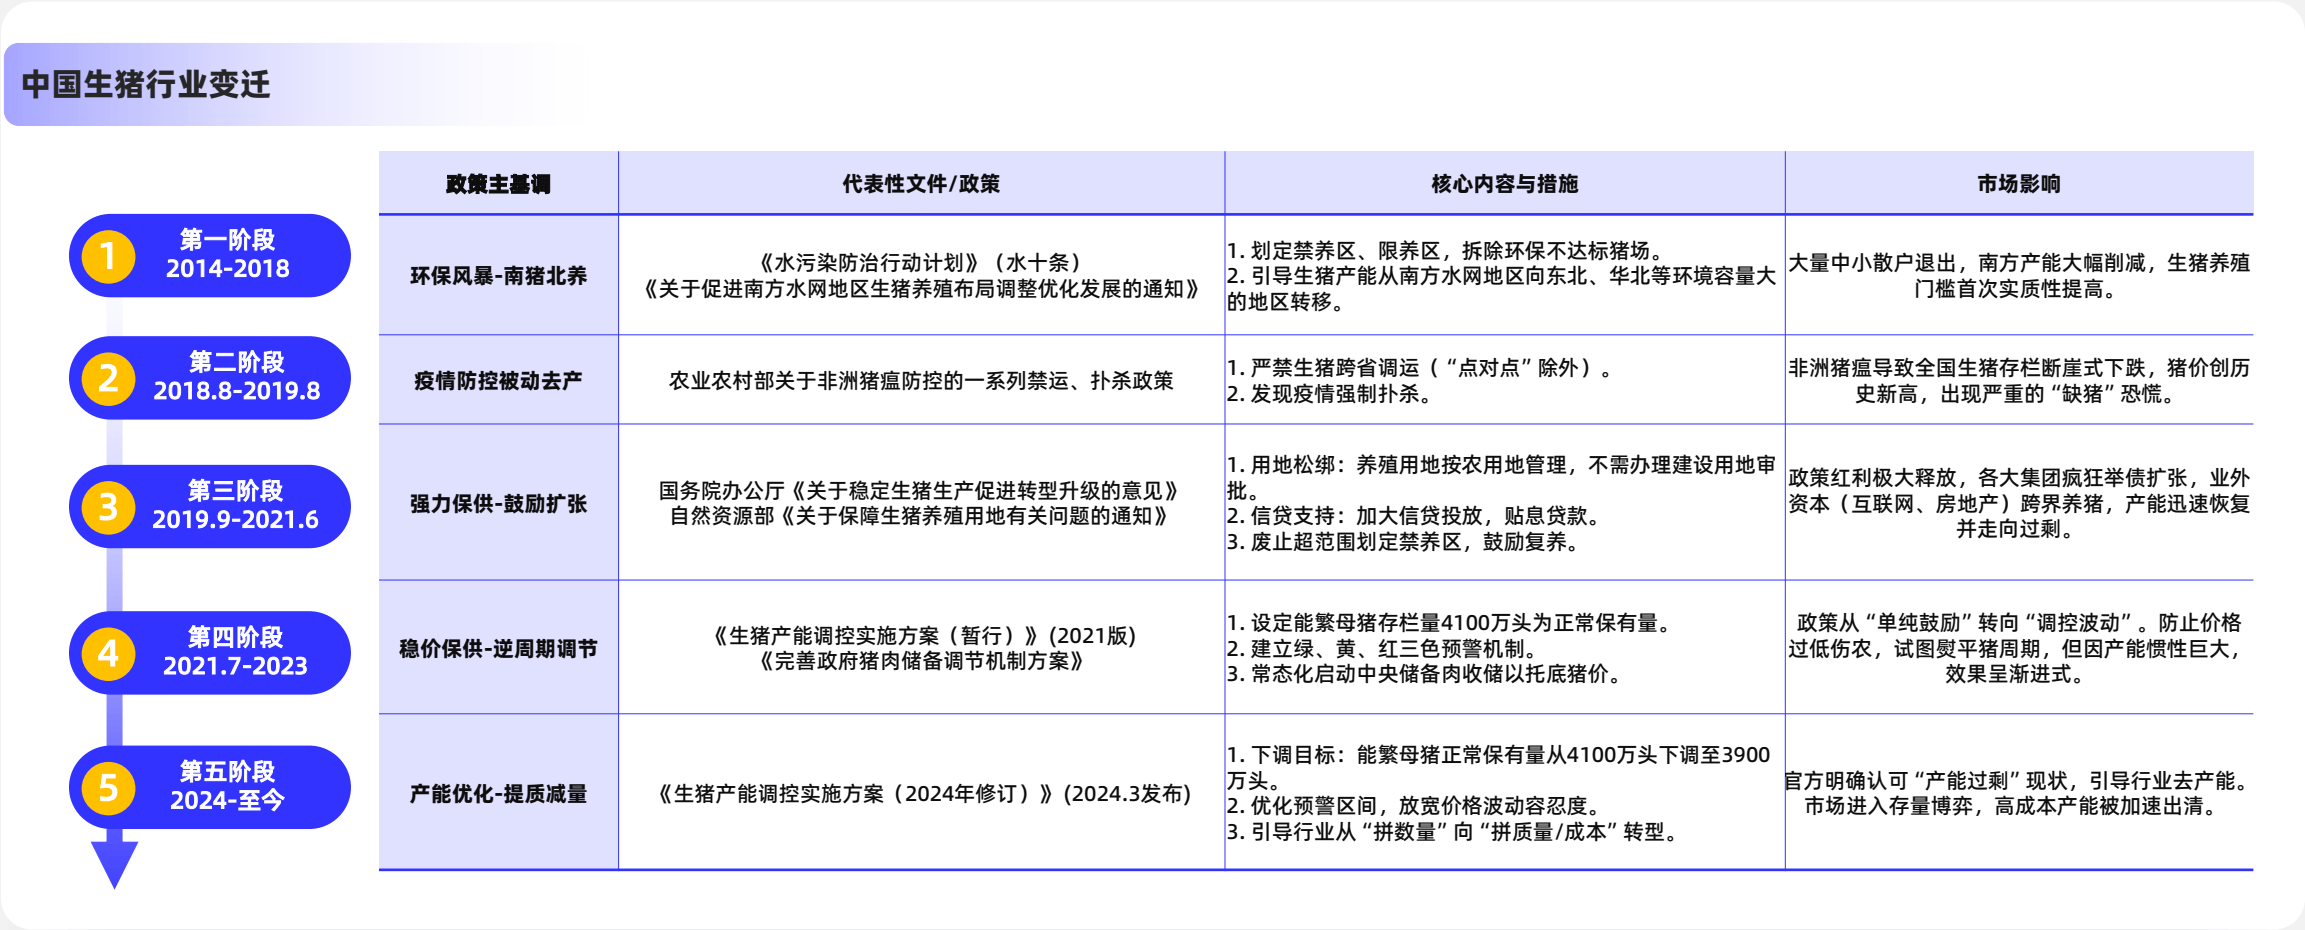 中国生猪行业变迁
政策主基调
代表性文件/政策
核心内容与措施
市场影响
1
第一阶段
2014-2018
环保风暴-南猪北养
《水污染防治行动计划》（水十条）
《关于促进南方水网地区生猪养殖布局调整优化发展的通知》
1. 划定禁养区、限养区，拆除环保不达标猪场。
2. 引导生猪产能从南方水网地区向东北、华北等环境容量大
的地区转移。
大量中小散户退出，南方产能大幅削减，生猪养殖
门槛首次实质性提高。
2
第二阶段
2018.8-2019.8
疫情防控被动去产
农业农村部关于非洲猪瘟防控的一系列禁运、扑杀政策
1. 严禁生猪跨省调运（“点对点”除外）。
2. 发现疫情强制扑杀。
非洲猪瘟导致全国生猪存栏断崖式下跌，猪价创历
史新高，出现严重的“缺猪”恐慌。
3
第三阶段
2019.9-2021.6
强力保供-鼓励扩张
国务院办公厅《关于稳定生猪生产促进转型升级的意见》
自然资源部《关于保障生猪养殖用地有关问题的通知》
1. 用地松绑：养殖用地按农用地管理，不需办理建设用地审
批。
2. 信贷支持：加大信贷投放，贴息贷款。
3. 废止超范围划定禁养区，鼓励复养。
政策红利极大释放，各大集团疯狂举债扩张，业外
资本（互联网、房地产）跨界养猪，产能迅速恢复
并走向过剩。
4
第四阶段
2021.7-2023
稳价保供-逆周期调节
《生猪产能调控实施方案（暂行）》(2021版)
《完善政府猪肉储备调节机制方案》
1. 设定能繁母猪存栏量4100万头为正常保有量。
2. 建立绿、黄、红三色预警机制。
3. 常态化启动中央储备肉收储以托底猪价。
政策从“单纯鼓励”转向“调控波动”。防止价格
过低伤农，试图熨平猪周期，但因产能惯性巨大，
效果呈渐进式。
5
第五阶段
2024-至今
产能优化-提质减量
《生猪产能调控实施方案（2024年修订）》(2024.3发布)
1. 下调目标：能繁母猪正常保有量从4100万头下调至3900
万头。
2. 优化预警区间，放宽价格波动容忍度。
3. 引导行业从“拼数量”向“拼质量/成本”转型。
官方明确认可“产能过剩”现状，引导行业去产能。
市场进入存量博弈，高成本产能被加速出清。